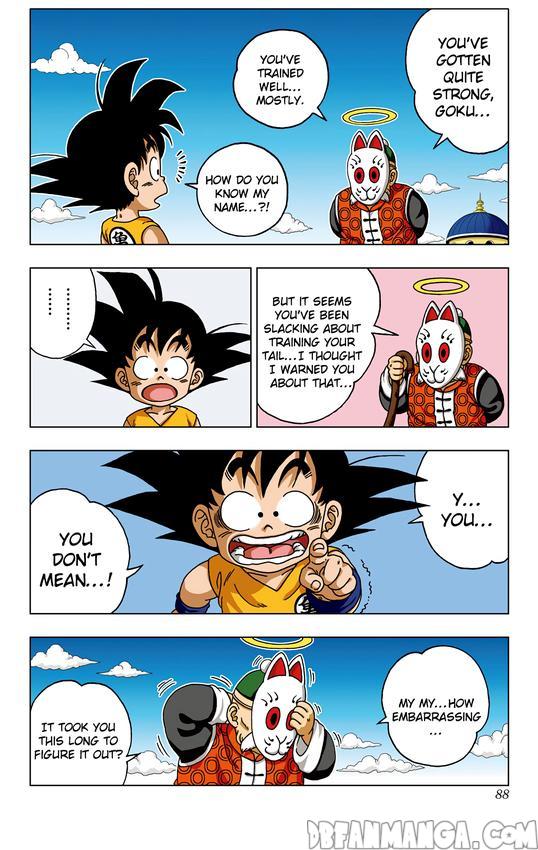 YOU'VE
GOTTEN
QUITE
STRONG,
GOKU...
YOU'VE
TRAINED
WELL...
MOSTLY.
HOW DO YOU
KNOW MY
NAME...?!
亀
.........
BUT IT SEEMS
YOU'VE BEEN
SLACKING ABOUT
TRAINING YOUR
TAIL...I THOUGHT
I WARNED YOU
ABOUT THAT...
Y...
YOU...
YOU
DON'T
MEAN...!
MY MY...HOW
EMBARRASSING
...
IT TOOK YOU
THIS LONG TO
FIGURE IT OUT?
88
DBFANMANGA.COM